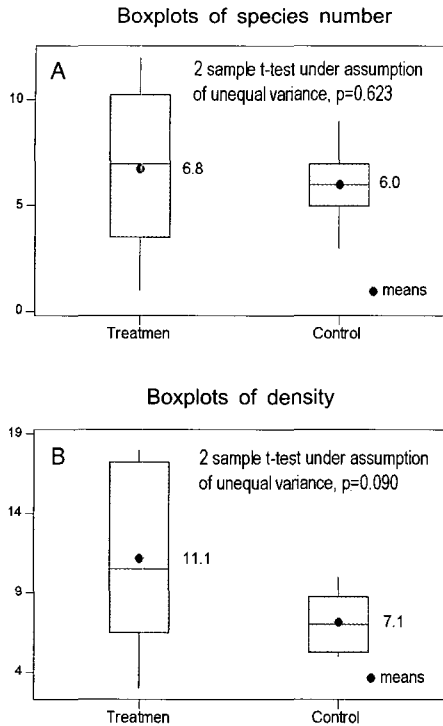 Boxplots of species number
A
2 sample t-test under assumption
of unequal variance, p=0.623
10
5
0
6.8
6.0
means
Treatmen
Control
Boxplots of density
B
2 sample t-test under assumption
of unequal variance, p=0.090
19
14
9
4
11.1
7.1
means
Treatmen
Control